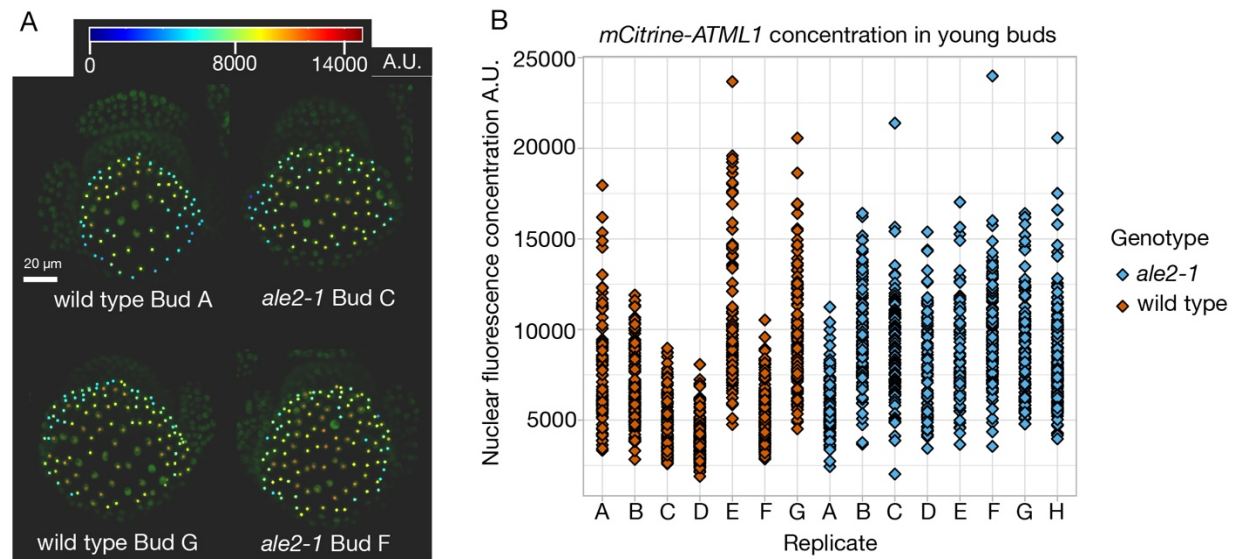 A
0 8000 14000
A.U.
20 µm
wild type Bud A
ale2-1 Bud C
wild type Bud G
ale2-1 Bud F
B
mCitrine-ATML1 concentration in young buds
Nuclear fluorescence concentration A.U.
25000
20000
15000
10000
5000
A B C D E F G A B C D E F G H
Replicate
Genotype
ale2-1
wild type